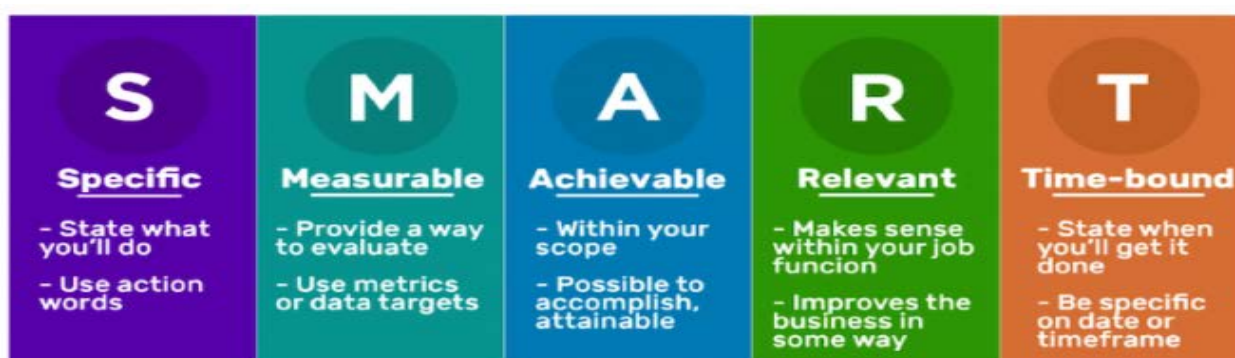 S
Specific
- State what
you'll do
- Use action
words
M
Measurable
- Provide a way
to evaluate
- Use metrics
or data targets
A
Achievable
- Within your
scope
- Possible to
accomplish,
attainable
R
Relevant
- Makes sense
within your job
funcion
- Improves the
business in
some way
T
Time-bound
- State when
you'll get it
done
- Be specific
on date or
timeframe